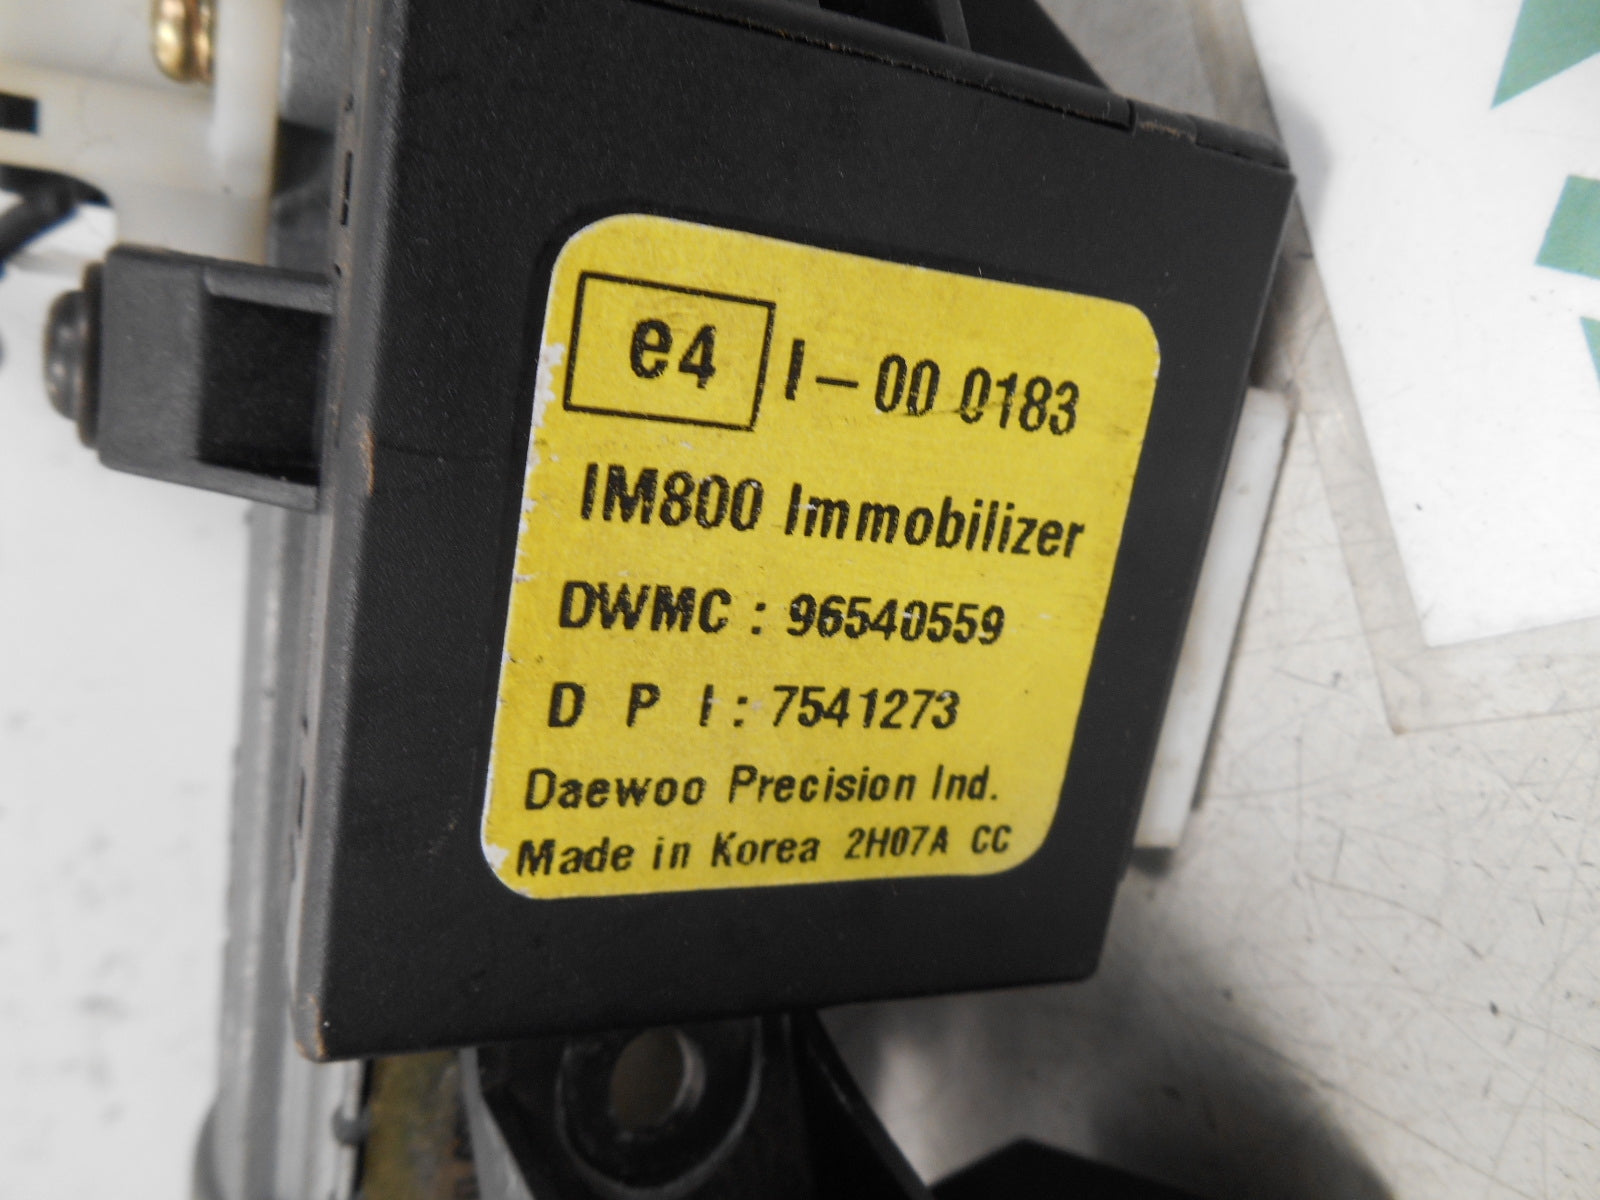 e4 I-00 0183
IM800 Immobilizer
DWMC : 96540559
D P I : 7541273
Daewoo Precision Ind.
Made in Korea 2H07A CC